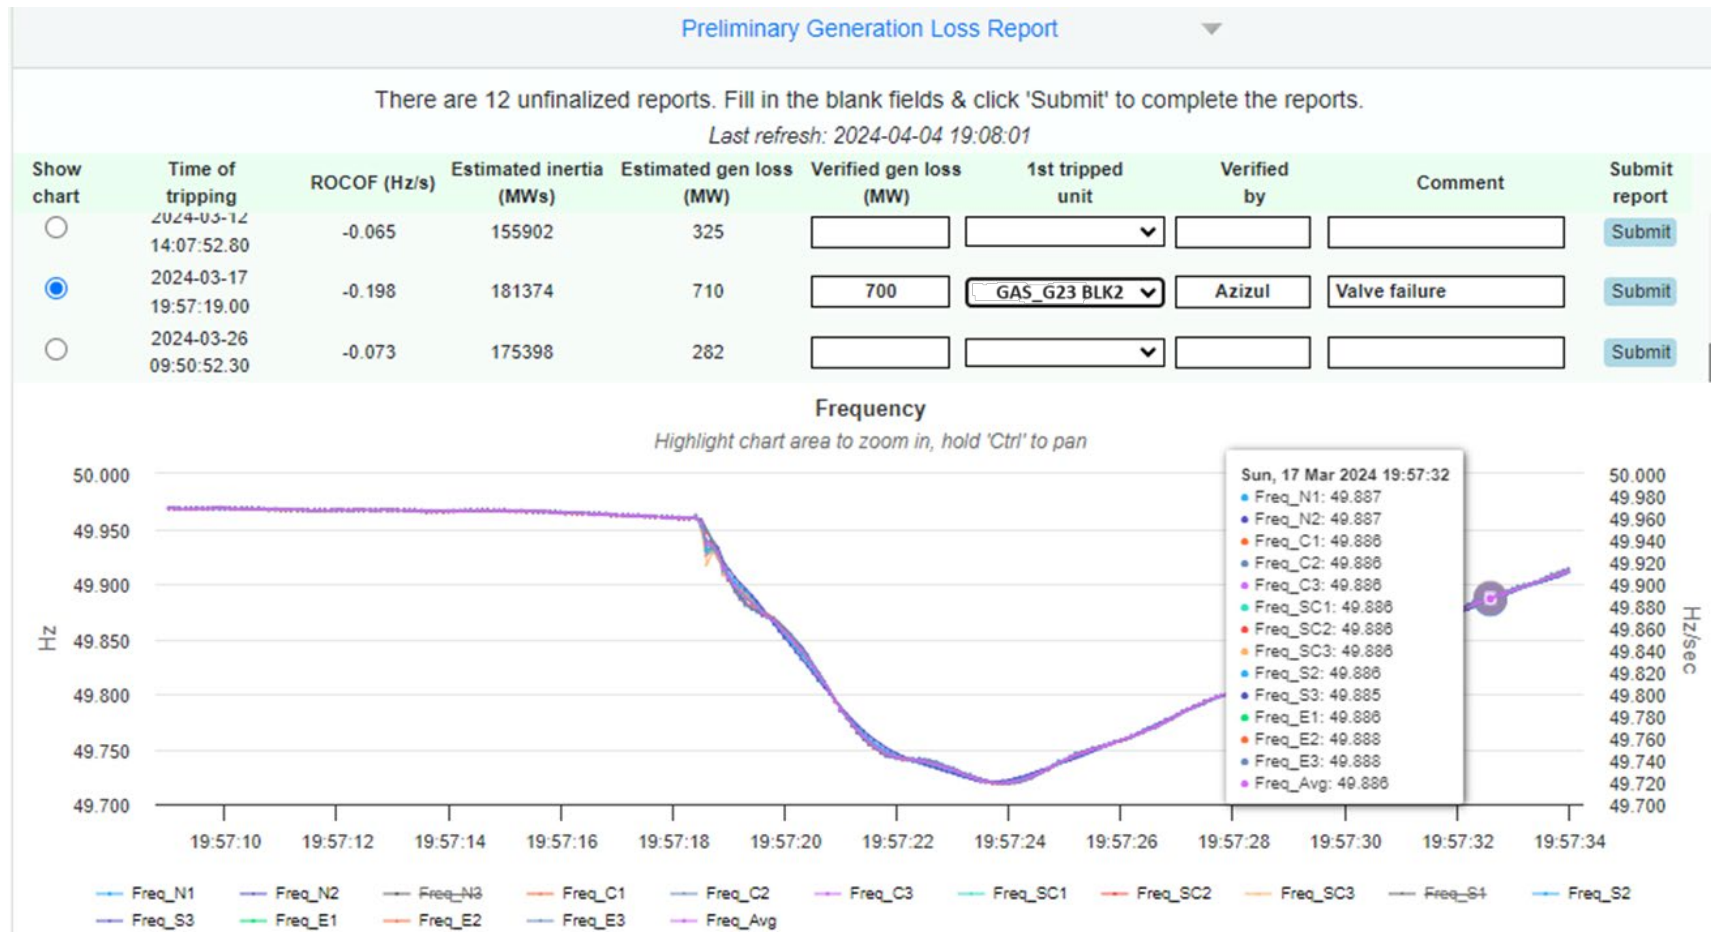 Preliminary Generation Loss Report
There are 12 unfinalized reports. Fill in the blank fields & click 'Submit' to complete the reports.
Last refresh: 2024-04-04 19:08:01
Show chart Time of tripping ROCOF (Hz/s) Estimated inertia (MWs) Estimated gen loss (MW) Verified gen loss (MW) 1st tripped unit Verified by Comment Submit report
2024-03-12 14:07:52.80 -0.065 155902 325 Submit
2024-03-17 19:57:19.00 -0.198 181374 710 700 GAS_G23 BLK2 Azizul Valve failure Submit
2024-03-26 09:50:52.30 -0.073 175398 282 Submit
Frequency
Highlight chart area to zoom in, hold 'Ctrl' to pan
Hz
50.000
49.950
49.900
49.850
49.800
49.750
49.700
Sun, 17 Mar 2024 19:57:32
Freq_N1: 49.887
Freq_N2: 49.887
Freq_C1: 49.886
Freq_C2: 49.886
Freq_C3: 49.886
Freq_SC1: 49.886
Freq_SC2: 49.886
Freq_SC3: 49.886
Freq_S2: 49.886
Freq_S3: 49.885
Freq_E1: 49.886
Freq_E2: 49.888
Freq_E3: 49.888
Freq_Avg: 49.886
50.000
49.980
49.960
49.940
49.920
49.900
49.880
49.860
49.840
49.820
49.800
49.780
49.760
49.740
49.720
49.700
Hz/sec
19:57:10 19:57:12 19:57:14 19:57:16 19:57:18 19:57:20 19:57:22 19:57:24 19:57:26 19:57:28 19:57:30 19:57:32 19:57:34
Freq_N1 Freq_N2 Freq_N3 Freq_C1 Freq_C2 Freq_C3 Freq_SC1 Freq_SC2 Freq_SC3 Freq_S1 Freq_S2
Freq_S3 Freq_E1 Freq_E2 Freq_E3 Freq_Avg